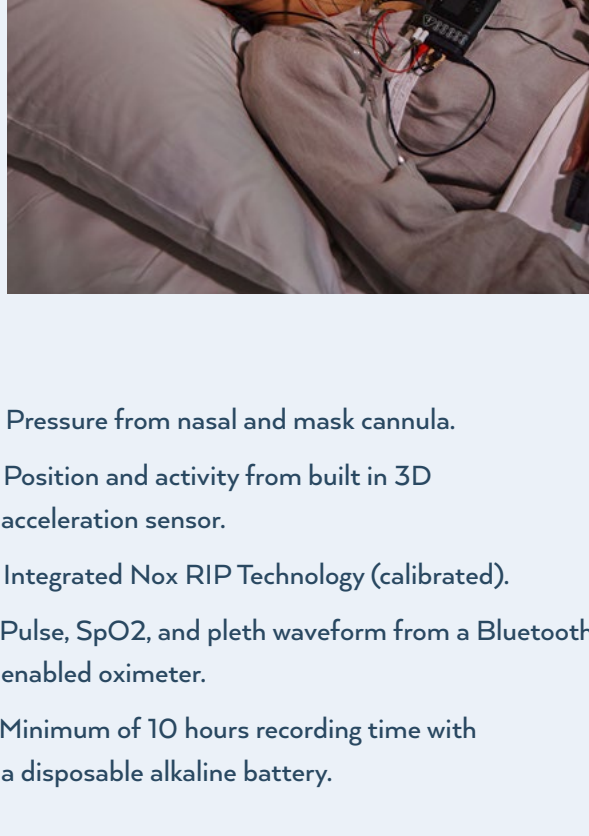 Pressure from nasal and mask cannula.
Position and activity from built in 3D
acceleration sensor.
Integrated Nox RIP Technology (calibrated).
Pulse, SpO2, and pleth waveform from a Bluetooth
enabled oximeter.
Minimum of 10 hours recording time with
a disposable alkaline battery.